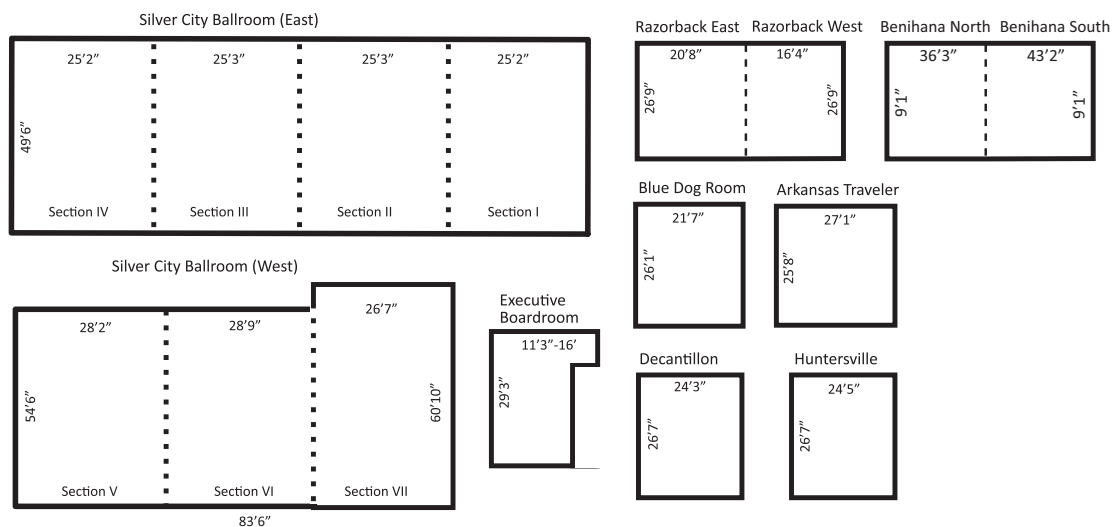 Silver City Ballroom (East)
25’2”
25’3”
25’3”
25’2”
49’6”
Section IV
Section III
Section II
Section I
Silver City Ballroom (West)
28’2”
28’9”
26’7”
54’6”
60’10”
Section V
Section VI
Section VII
83’6”
Executive
Boardroom
11’3”-16’
29’3”
Razorback East
Razorback West
20’8”
16’4”
26’9”
26’9”
Benihana North
Benihana South
36’3”
43’2”
9’1”
9’1”
Blue Dog Room
21’7”
26’1”
Arkansas Traveler
27’1”
25’8”
Decantillon
24’3”
26’7”
Huntersville
24’5”
26’7”